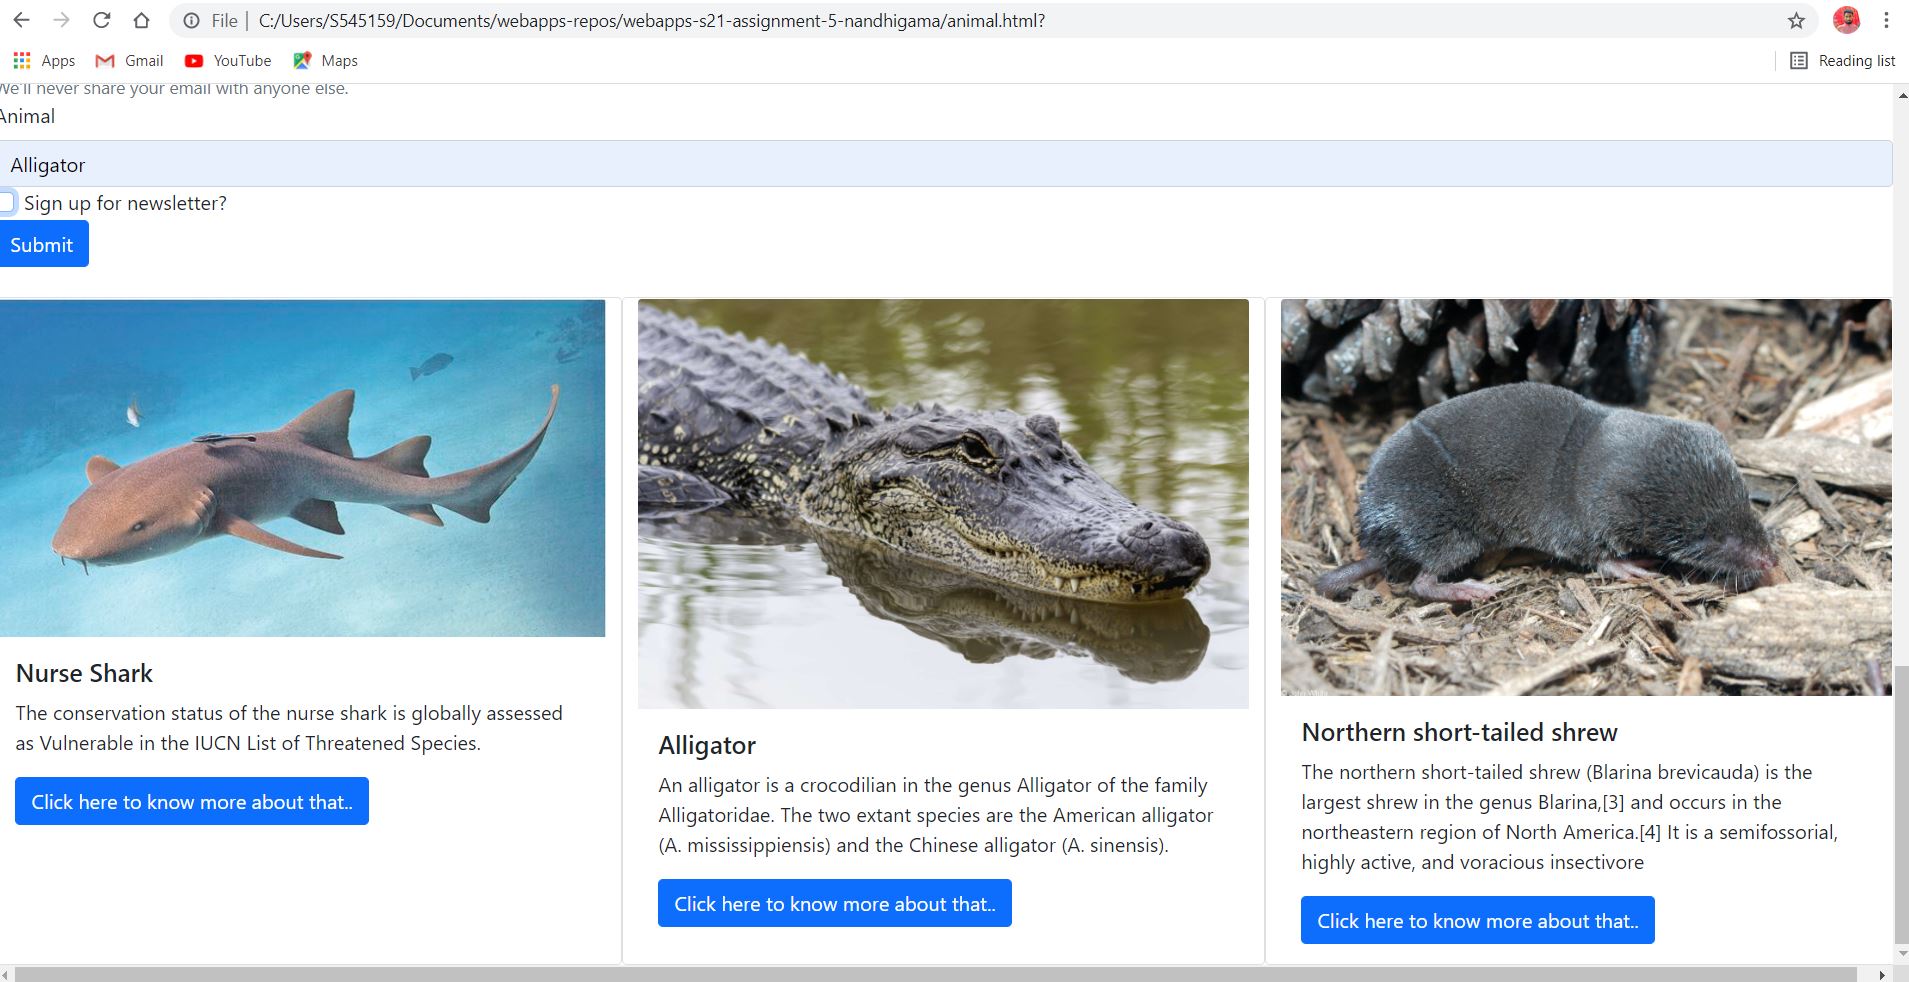 File
C:/Users/S545159/Documents/webapps-repos/webapps-s21-assignment-5-nandhigama/animal.html?
Apps
Gmail
YouTube
Maps
Reading list
We'll never share your email with anyone else.
Animal
Alligator
Sign up for newsletter?
Submit
Nurse Shark
The conservation status of the nurse shark is globally assessed
as Vulnerable in the IUCN List of Threatened Species.
Click here to know more about that..
Alligator
An alligator is a crocodilian in the genus Alligator of the family
Alligatoridae. The two extant species are the American alligator
(A. mississippiensis) and the Chinese alligator (A. sinensis).
Click here to know more about that..
Northern short-tailed shrew
The northern short-tailed shrew (Blarina brevicauda) is the
largest shrew in the genus Blarina,[3] and occurs in the
northeastern region of North America.[4] It is a semifossorial,
highly active, and voracious insectivore
Click here to know more about that..